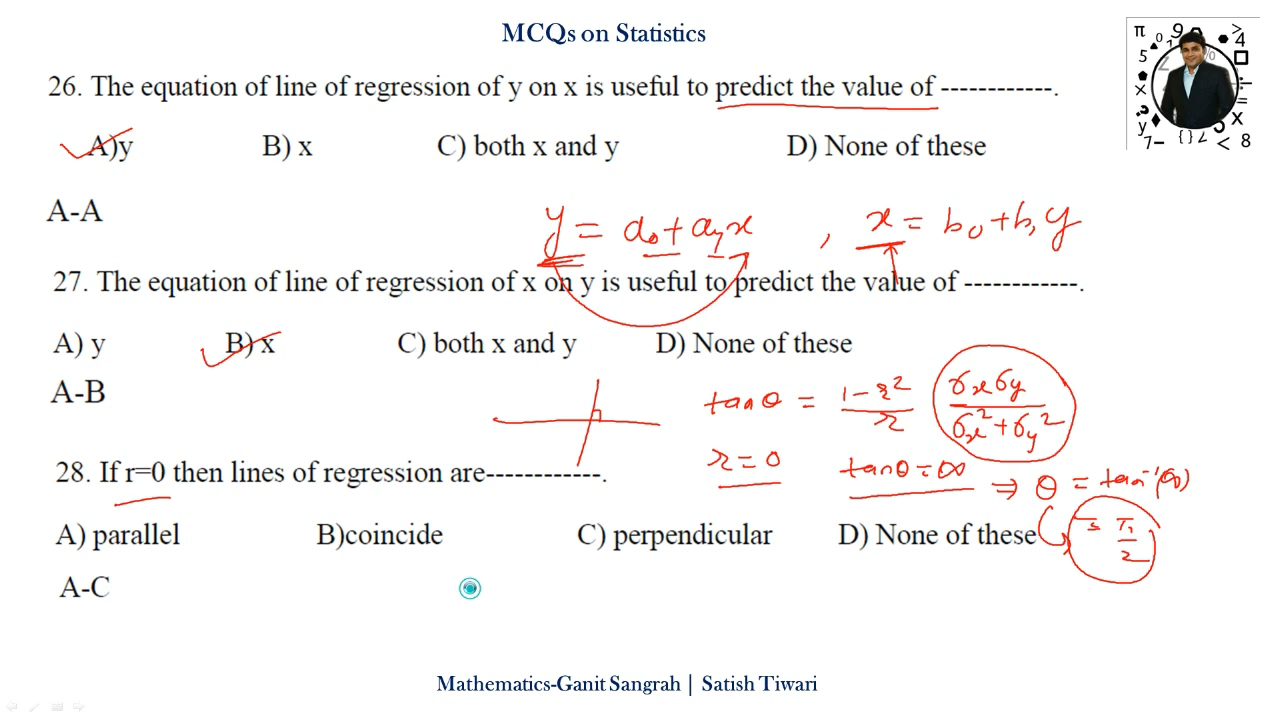 MCQs on Statistics
26. The equation of line of regression of y on x is useful to predict the value of ------------.
A)y B) x C) both x and y D) None of these
A-A
y = a₀ + a₁x , x = b₀ + b₁y
27. The equation of line of regression of x on y is useful to predict the value of ------------.
A) y B) x C) both x and y D) None of these
A-B
tanθ = (1-r²)/r (σxσy)/(σx²+σy²)
28. If r=0 then lines of regression are------------.
r=0 tanθ=∞ ⇒ θ = tan⁻¹(∞)
A) parallel B)coincide C) perpendicular D) None of these
= π/2
A-C
Mathematics-Ganit Sangrah | Satish Tiwari